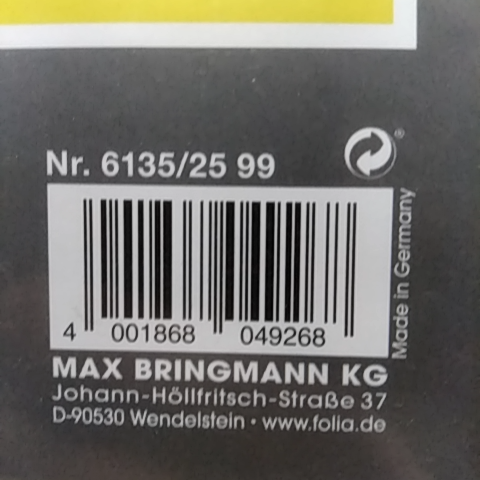 Nr. 6135/25 99
®
Made in Germany
4 001868 049268
MAX BRINGMANN KG
Johann-Höllfritsch-Straße 37
D-90530 Wendelstein • www.folia.de